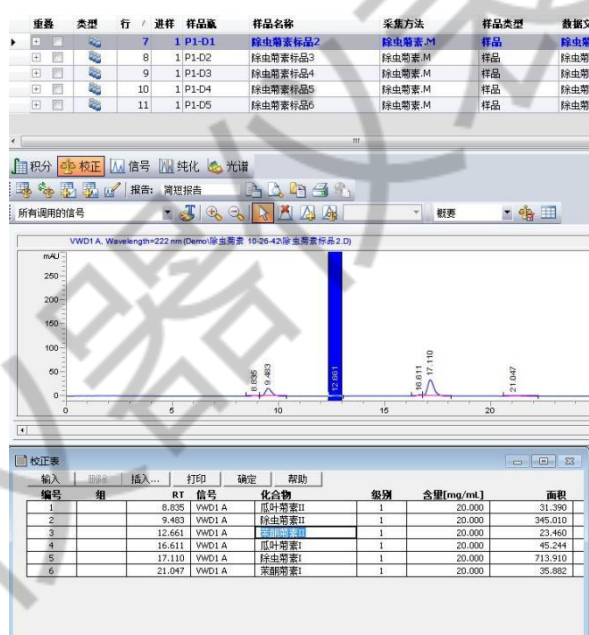 重叠 类型 行 / 进样 样品瓶 样品名称 采集方法 样品类型 数据文
7 1 P1-D1 除虫菊素标品2 除虫菊素.M 样品 除虫菊
8 1 P1-D2 除虫菊素标品3 除虫菊素.M 样品 除虫菊
9 1 P1-D3 除虫菊素标品4 除虫菊素.M 样品 除虫菊
10 1 P1-D4 除虫菊素标品5 除虫菊素.M 样品 除虫菊
11 1 P1-D5 除虫菊素标品6 除虫菊素.M 样品 除虫菊
积分 校正 信号 纯化 光谱
报告: 简短报告
所有调用的信号 概要
VWD1 A, Wavelength=222 nm (Demo\除虫菊素 10-26-42\除虫菊素标品2.D)
mAU
250
200
150
100
50
0
8.835
9.483
12.661
16.611
17.110
21.047
0 5 10 15 20
校正表
输入 删除 插入... 打印 确定 帮助
编号 组 RT 信号 化合物 级别 含量[mg/mL] 面积
1 8.835 VWD1 A 瓜叶菊素II 1 20.000 31.390
2 9.483 VWD1 A 除虫菊素II 1 20.000 345.010
3 12.661 VWD1 A 茉酮菊素II 1 20.000 23.460
4 16.611 VWD1 A 瓜叶菊素I 1 20.000 45.244
5 17.110 VWD1 A 除虫菊素I 1 20.000 713.910
6 21.047 VWD1 A 茉酮菊素I 1 20.000 35.882